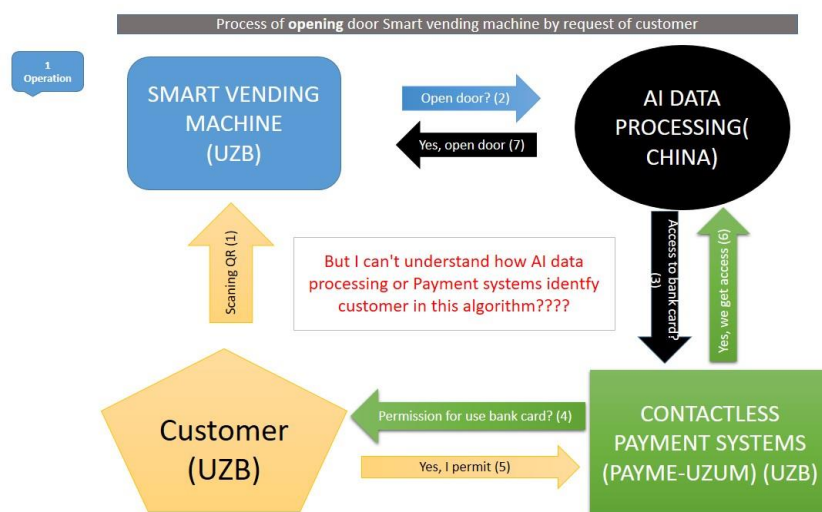 Process of opening door Smart vending machine by request of customer
1
Operation
SMART VENDING
MACHINE
(UZB)
Open door? (2)
Yes, open door (7)
AI DATA
PROCESSING(
CHINA)
Scaning QR (1)
But I can't understand how AI data
processing or Payment systems identfy
customer in this algorithm????
Access to bank card?
(3)
Yes, we get access (6)
Customer
(UZB)
Permission for use bank card? (4)
Yes, I permit (5)
CONTACTLESS
PAYMENT SYSTEMS
(PAYME-UZUM) (UZB)